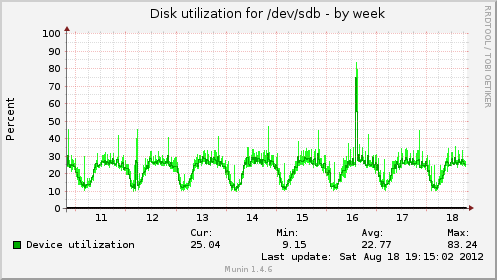 Disk utilization for /dev/sdb - by week
RRDTOOL / TOBI OETIKER
Percent
100
90
80
70
60
50
40
30
20
10
0
11 12 13 14 15 16 17 18
Cur: Min: Avg: Max:
Device utilization 25.04 9.15 22.77 83.24
Last update: Sat Aug 18 19:15:02 2012
Munin 1.4.6